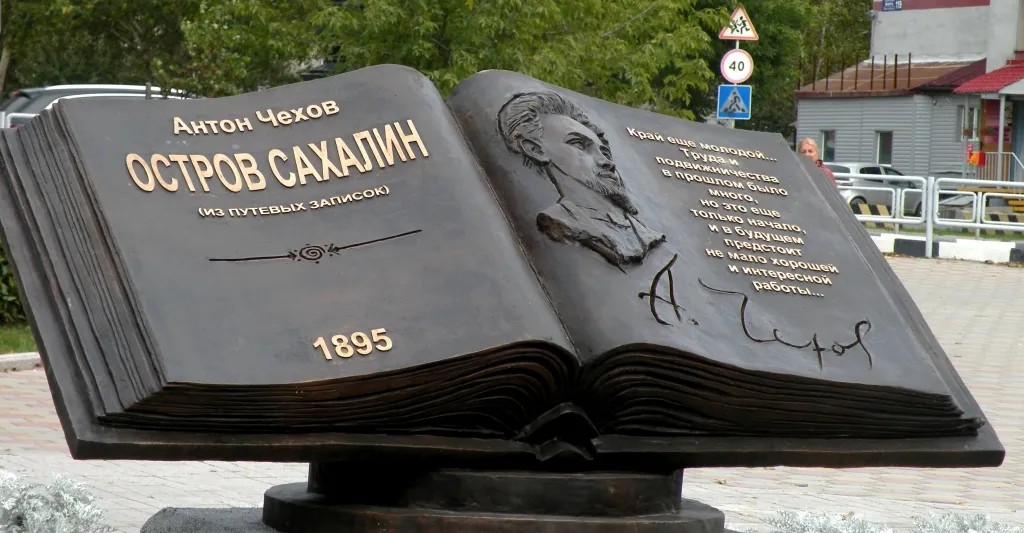 Антон Чехов
ОСТРОВ САХАЛИН
(ИЗ ПУТЕВЫХ ЗАПИСОК)
1895
Край еще молодой...
Труда и
подвижничества
в прошлом было
много,
но это еще
только начало,
и в будущем
предстоит
не мало хорошей
и интересной
работы...
А. Чехов
40